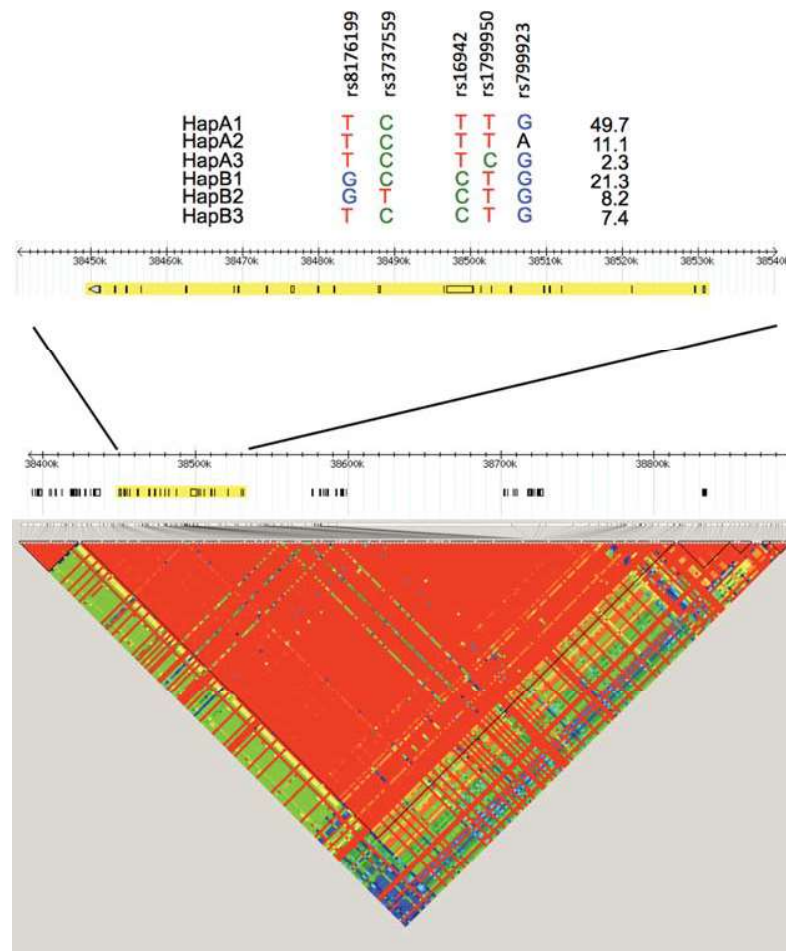 rs8176199 rs3737559 rs16942 rs1799950 rs799923
HapA1 T C T T G 49.7
HapA2 T C T T A 11.1
HapA3 T C T C G 2.3
HapB1 G C C T G 21.3
HapB2 G T C T G 8.2
HapB3 T C C T G 7.4
38450k 38460k 38470k 38480k 38490k 38500k 38510k 38520k 38530k 38540k
38400k 38500k 38600k 38700k 38800k